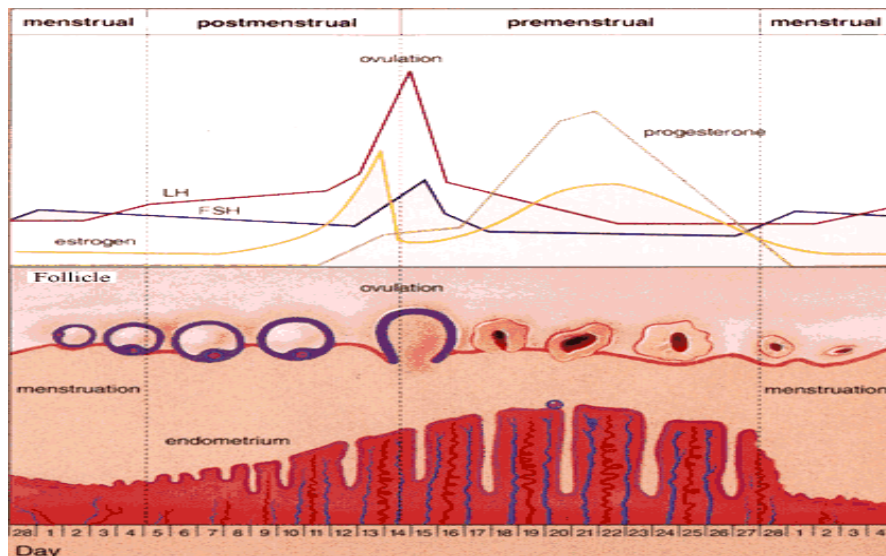 menstrual postmenstrual premenstrual menstrual
ovulation
progesterone
LH
FSH
estrogen
Follicle
ovulation
menstruation menstruation
endometrium
28 1 2 3 4 5 6 7 8 9 10 11 12 13 14 15 16 17 18 19 20 21 22 23 24 25 26 27 28 1 2 3 4
Day